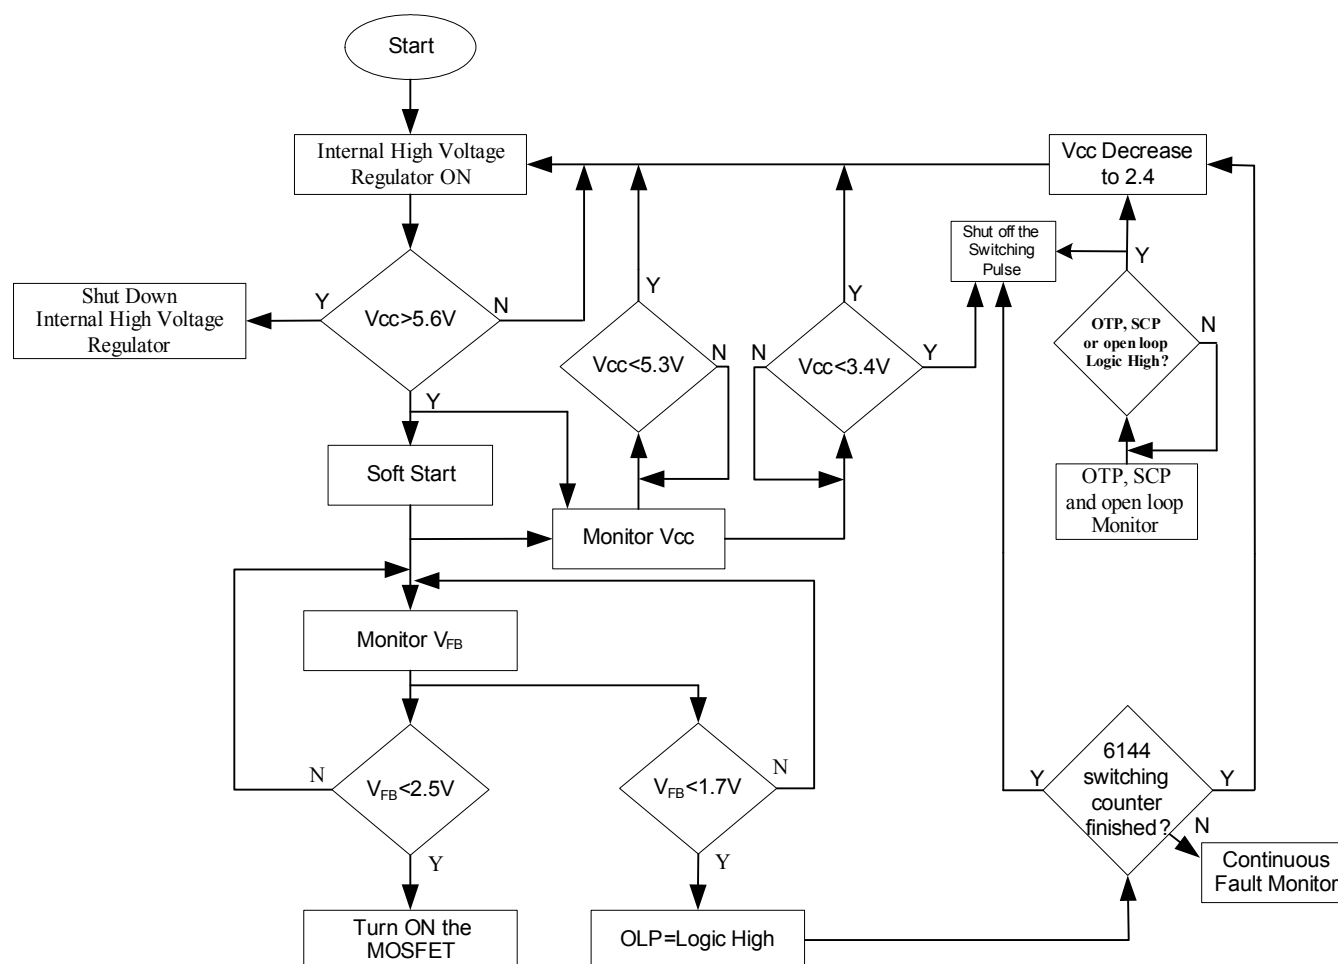 Start
Internal High Voltage
Regulator ON
Vcc Decrease
to 2.4
Shut off the
Switching
Pulse
Y
Shut Down
Internal High Voltage
Regulator
Y
Vcc>5.6V
N
Y
Vcc<5.3V
N
Y
N
Vcc<3.4V
Y
OTP, SCP
or open loop
Logic High?
N
Y
Soft Start
Monitor Vcc
OTP, SCP
and open loop
Monitor
Monitor VFB
N
VFB<2.5V
Y
VFB<1.7V
N
Y
Y
6144
switching
counter
finished?
Y
N
Turn ON the
MOSFET
OLP=Logic High
Continuous
Fault Monitor